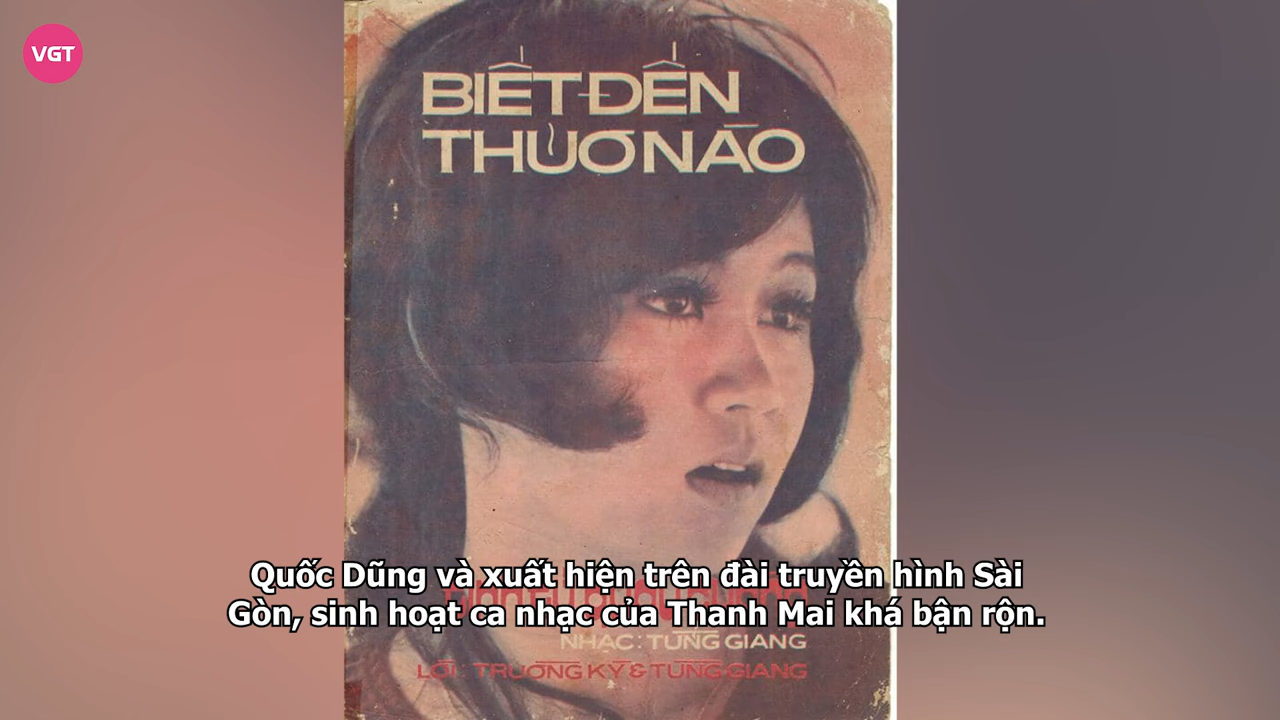 VGT
BIẾT ĐẾN
THUỞ NÀO
Quốc Dũng và xuất hiện trên đài truyền hình Sài
Gòn, sinh hoạt ca nhạc của Thanh Mai khá bận rộn.
NHẠC: TÙNG GIANG
LỜI: TRƯỜNG KỲ & TÙNG GIANG